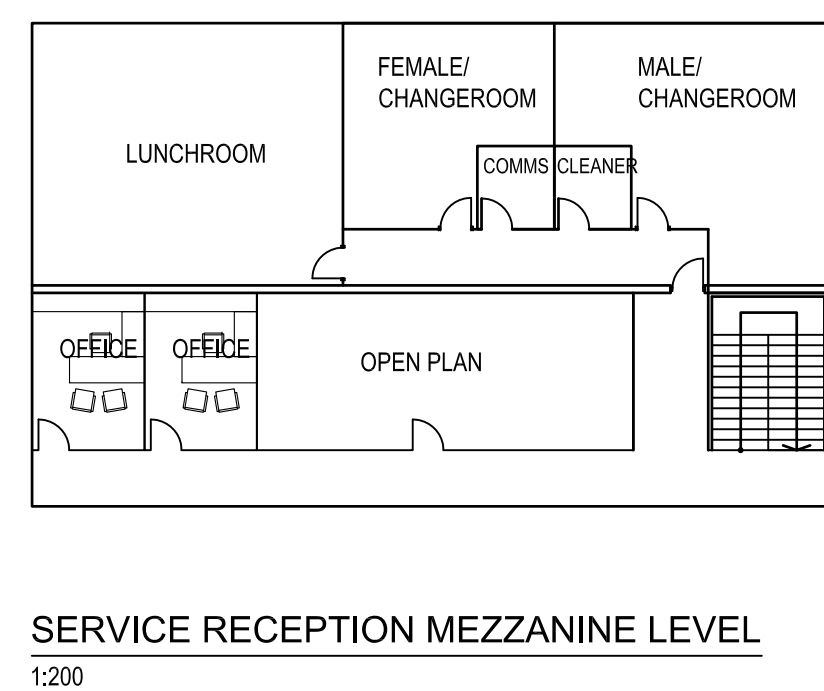 FEMALE/
CHANGEROOM
MALE/
CHANGEROOM
LUNCHROOM
COMMS
CLEANER
OFFICE
OFFICE
OPEN PLAN
SERVICE RECEPTION MEZZANINE LEVEL
1:200